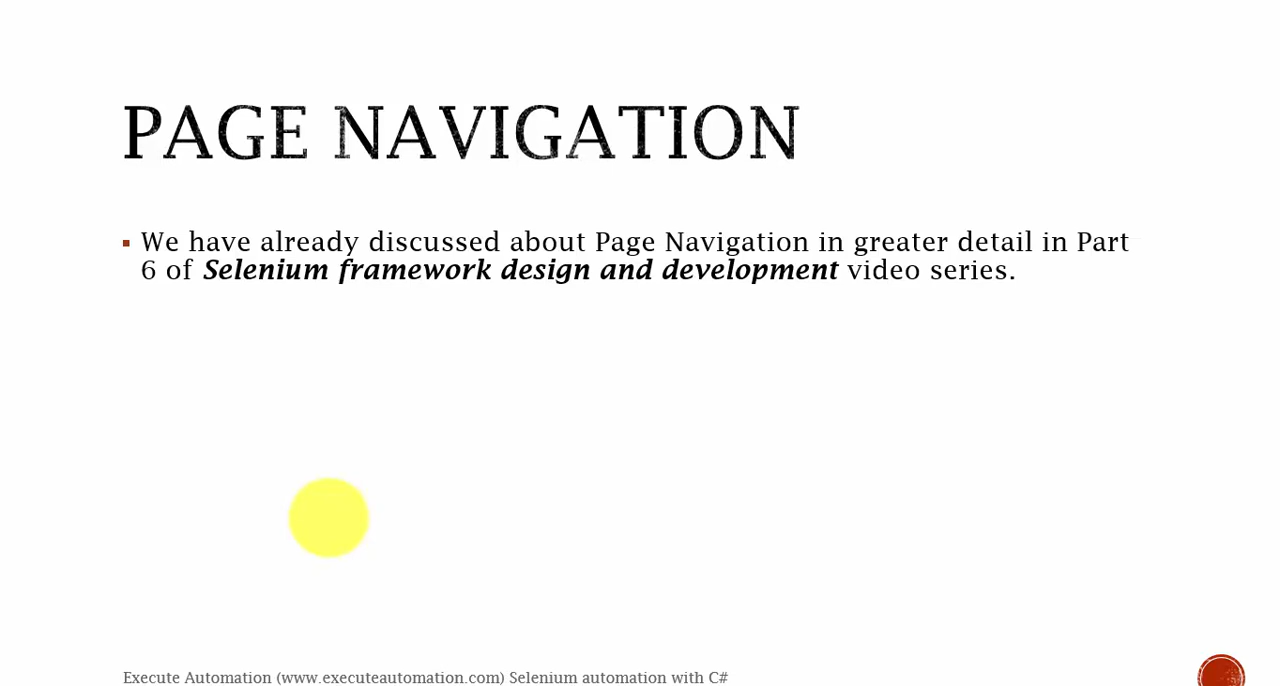 PAGE NAVIGATION
▪ We have already discussed about Page Navigation in greater detail in Part
6 of Selenium framework design and development video series.
Execute Automation (www.executeautomation.com) Selenium automation with C#